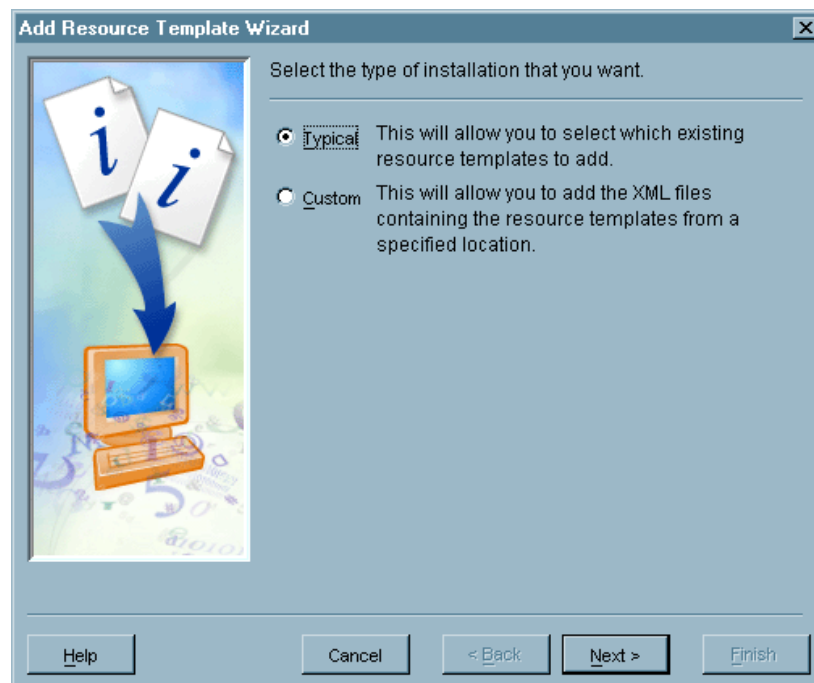 Add Resource Template Wizard
Select the type of installation that you want.
Typical
This will allow you to select which existing
resource templates to add.
Custom
This will allow you to add the XML files
containing the resource templates from a
specified location.
i
i
Help
Cancel
< Back
Next >
Finish